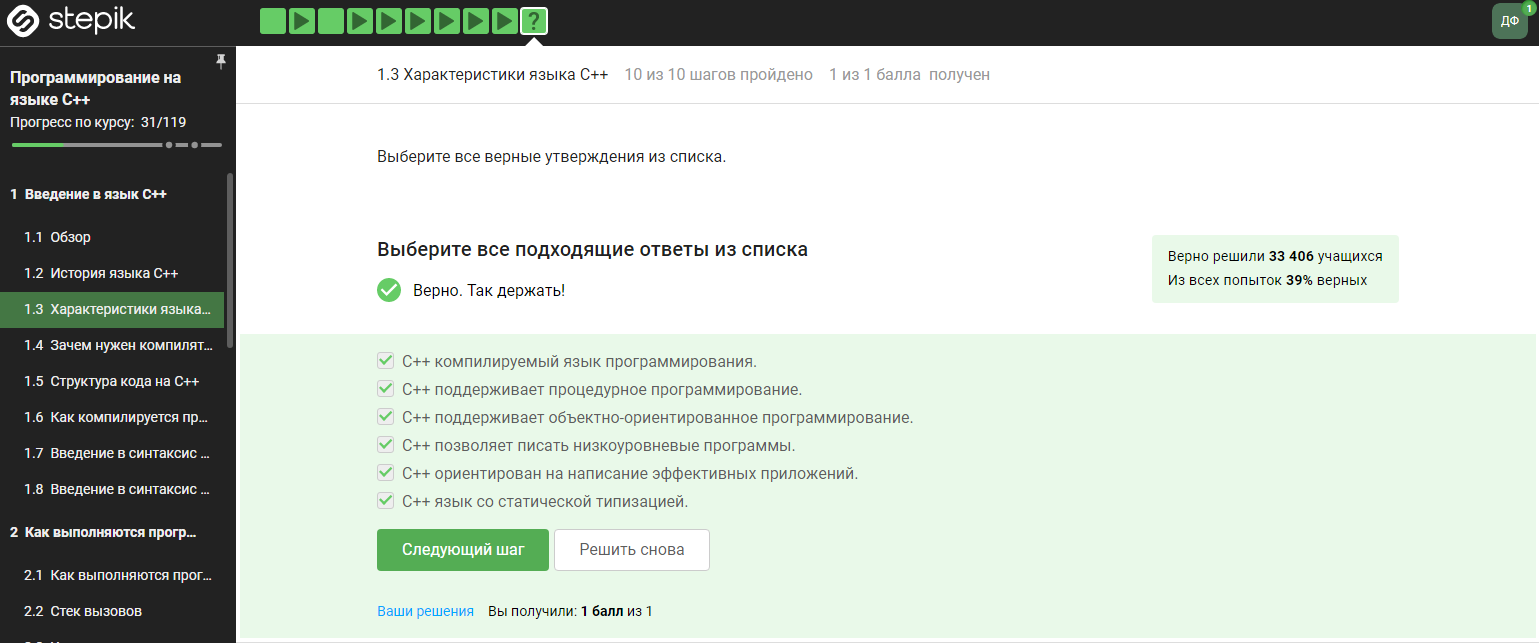 stepik
?
ДФ
1
Программирование на
языке C++
Прогресс по курсу: 31/119
1 Введение в язык C++
1.1 Обзор
1.2 История языка C++
1.3 Характеристики языка...
1.4 Зачем нужен компилят...
1.5 Структура кода на C++
1.6 Как компилируется пр...
1.7 Введение в синтаксис ...
1.8 Введение в синтаксис ...
2 Как выполняются прогр...
2.1 Как выполняются прог...
2.2 Стек вызовов
1.3 Характеристики языка C++ 10 из 10 шагов пройдено 1 из 1 балла получен
Выберите все верные утверждения из списка.
Выберите все подходящие ответы из списка
Верно. Так держать!
Верно решили 33 406 учащихся
Из всех попыток 39% верных
C++ компилируемый язык программирования.
C++ поддерживает процедурное программирование.
C++ поддерживает объектно-ориентированное программирование.
C++ позволяет писать низкоуровневые программы.
C++ ориентирован на написание эффективных приложений.
C++ язык со статической типизацией.
Следующий шаг
Решить снова
Ваши решения Вы получили: 1 балл из 1